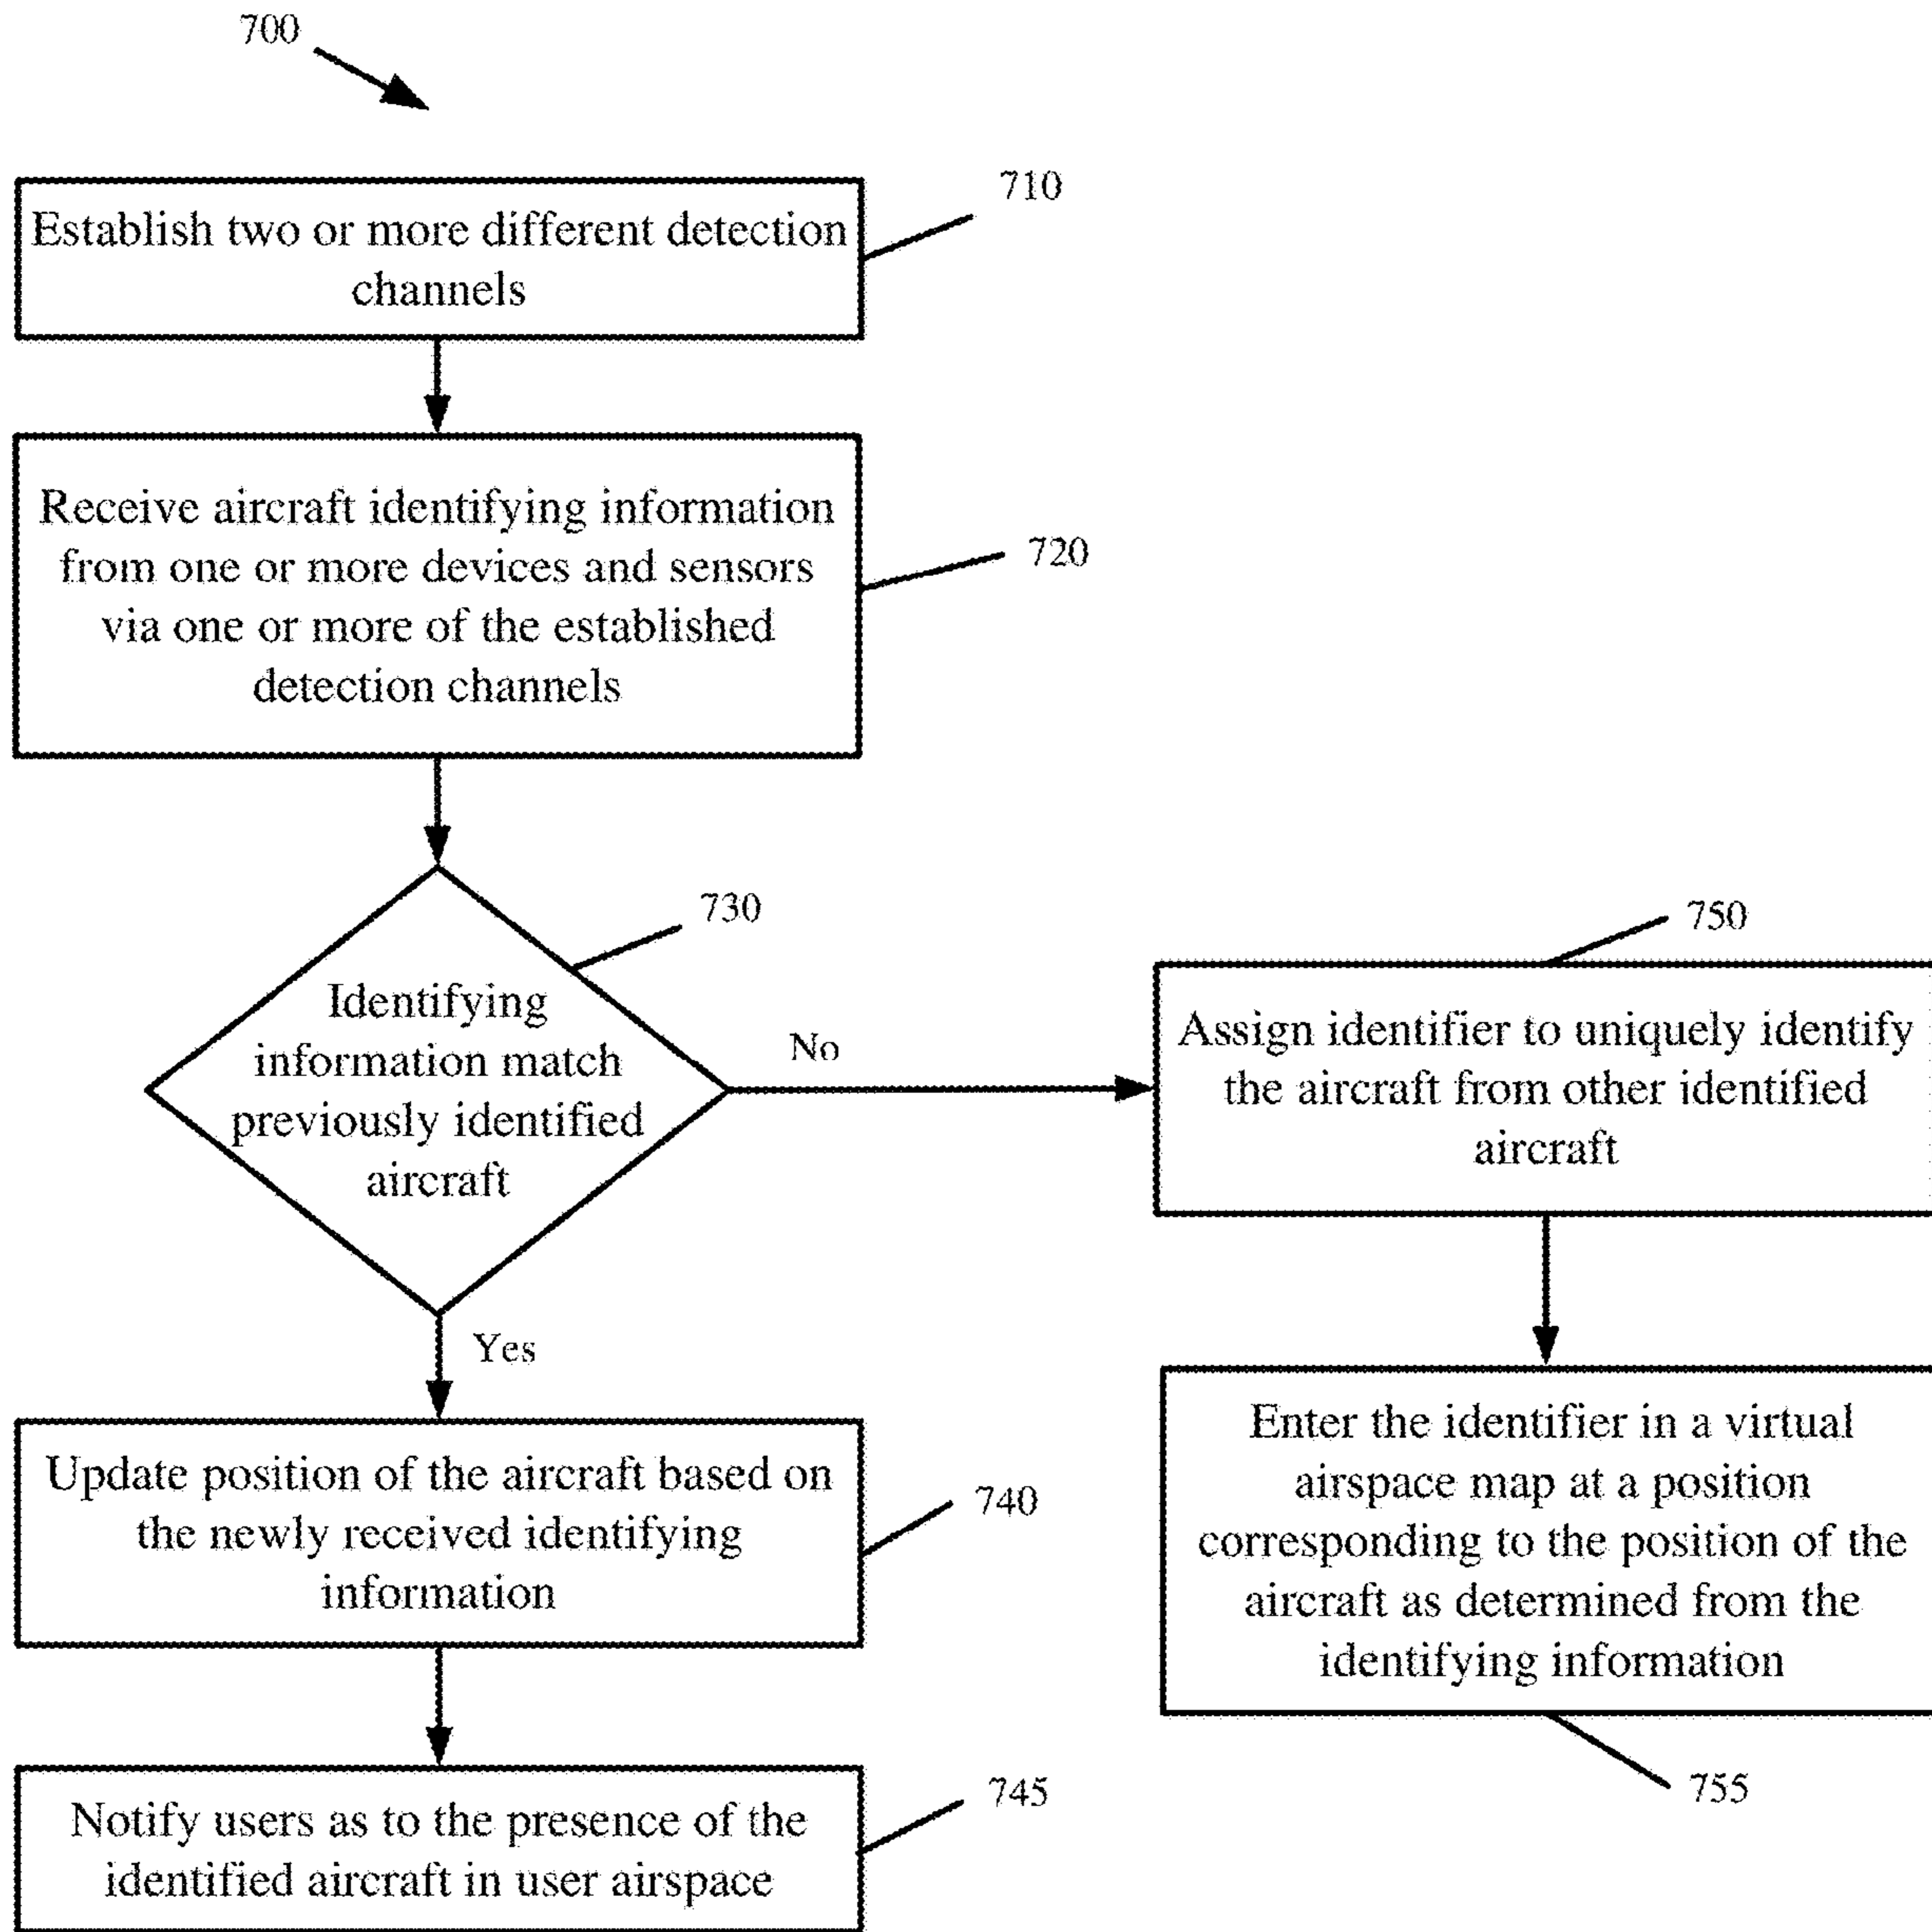 700
710
Establish two or more different detection
channels
Receive aircraft identifying information
from one or more devices and sensors
via one or more of the established
detection channels
720
730
Identifying
information match
previously identified
aircraft
No
Yes
750
Assign identifier to uniquely identify
the aircraft from other identified
aircraft
Update position of the aircraft based on
the newly received identifying
information
740
Enter the identifier in a virtual
airspace map at a position
corresponding to the position of the
aircraft as determined from the
identifying information
755
Notify users as to the presence of the
identified aircraft in user airspace
745